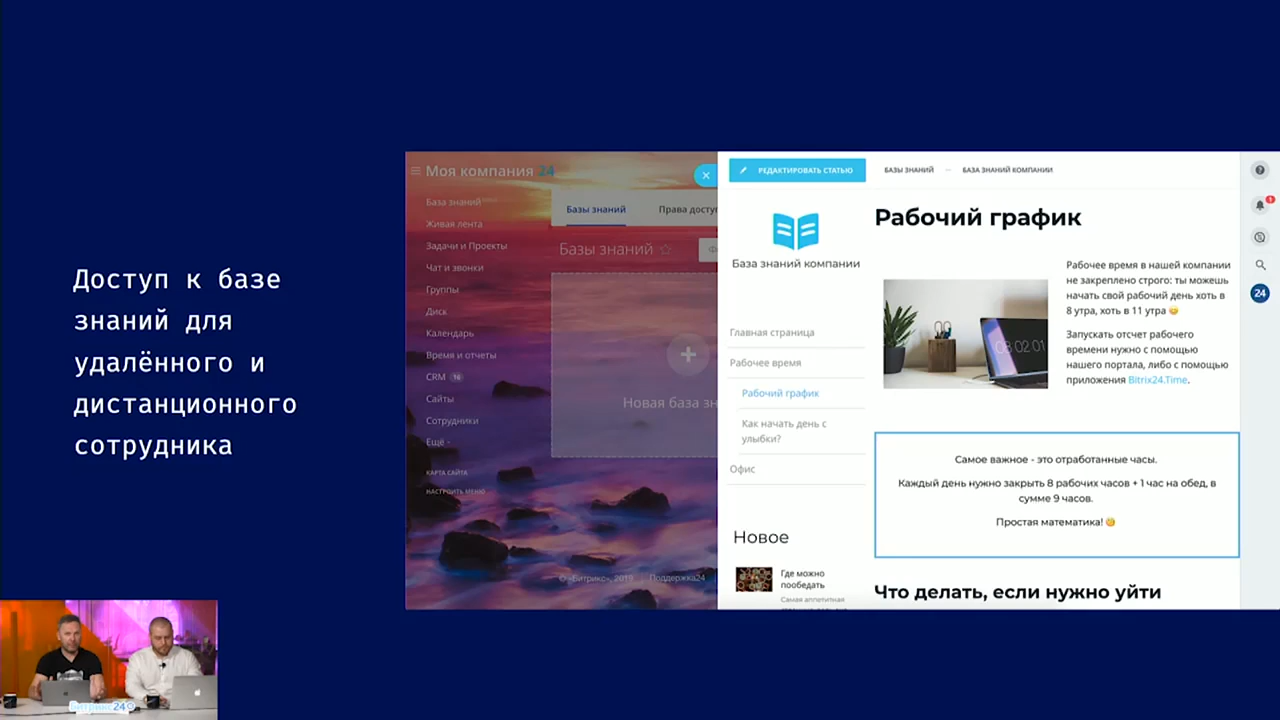 Доступ к базе
знаний для
удалённого и
дистанционного
сотрудника
Моя компания 24
База знаний
Живая лента
Задачи и Проекты
Чат и звонки
Группы
Диск
Календарь
Время и отчеты
CRM 16
Сайты
Сотрудники
Ещё -
КАРТА САЙТА
НАСТРОИТЬ МЕНЮ
Базы знаний
Права досту
Базы знаний
Новая база зн
© «Битрикс», 2019
Поддержка24
РЕДАКТИРОВАТЬ СТАТЬЮ
БАЗЫ ЗНАНИЙ
БАЗА ЗНАНИЙ КОМПАНИИ
База знаний компании
Главная страница
Рабочее время
Рабочий график
Как начать день с
улыбки?
Офис
Новое
Где можно
пообедать
Самая аппетитная
Рабочий график
Рабочее время в нашей компании
не закреплено строго: ты можешь
начать свой рабочий день хоть в
8 утра, хоть в 11 утра 😊
Запускать отсчет рабочего
времени нужно с помощью
нашего портала, либо с помощью
приложения Bitrix24.Time.
Самое важное - это отработанные часы.
Каждый день нужно закрыть 8 рабочих часов + 1 час на обед, в
сумме 9 часов.
Простая математика! 😊
Что делать, если нужно уйти
24
Битрикс24